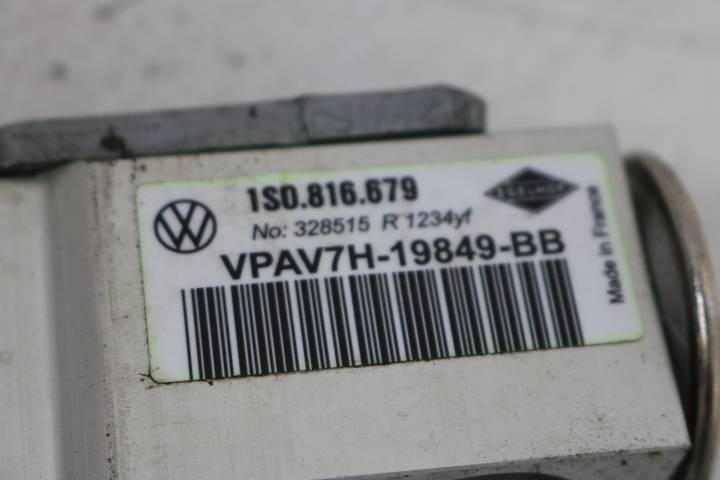 1S0.816.679
No: 328515 R 1234yf
VPAV7H-19849-BB
Made in France